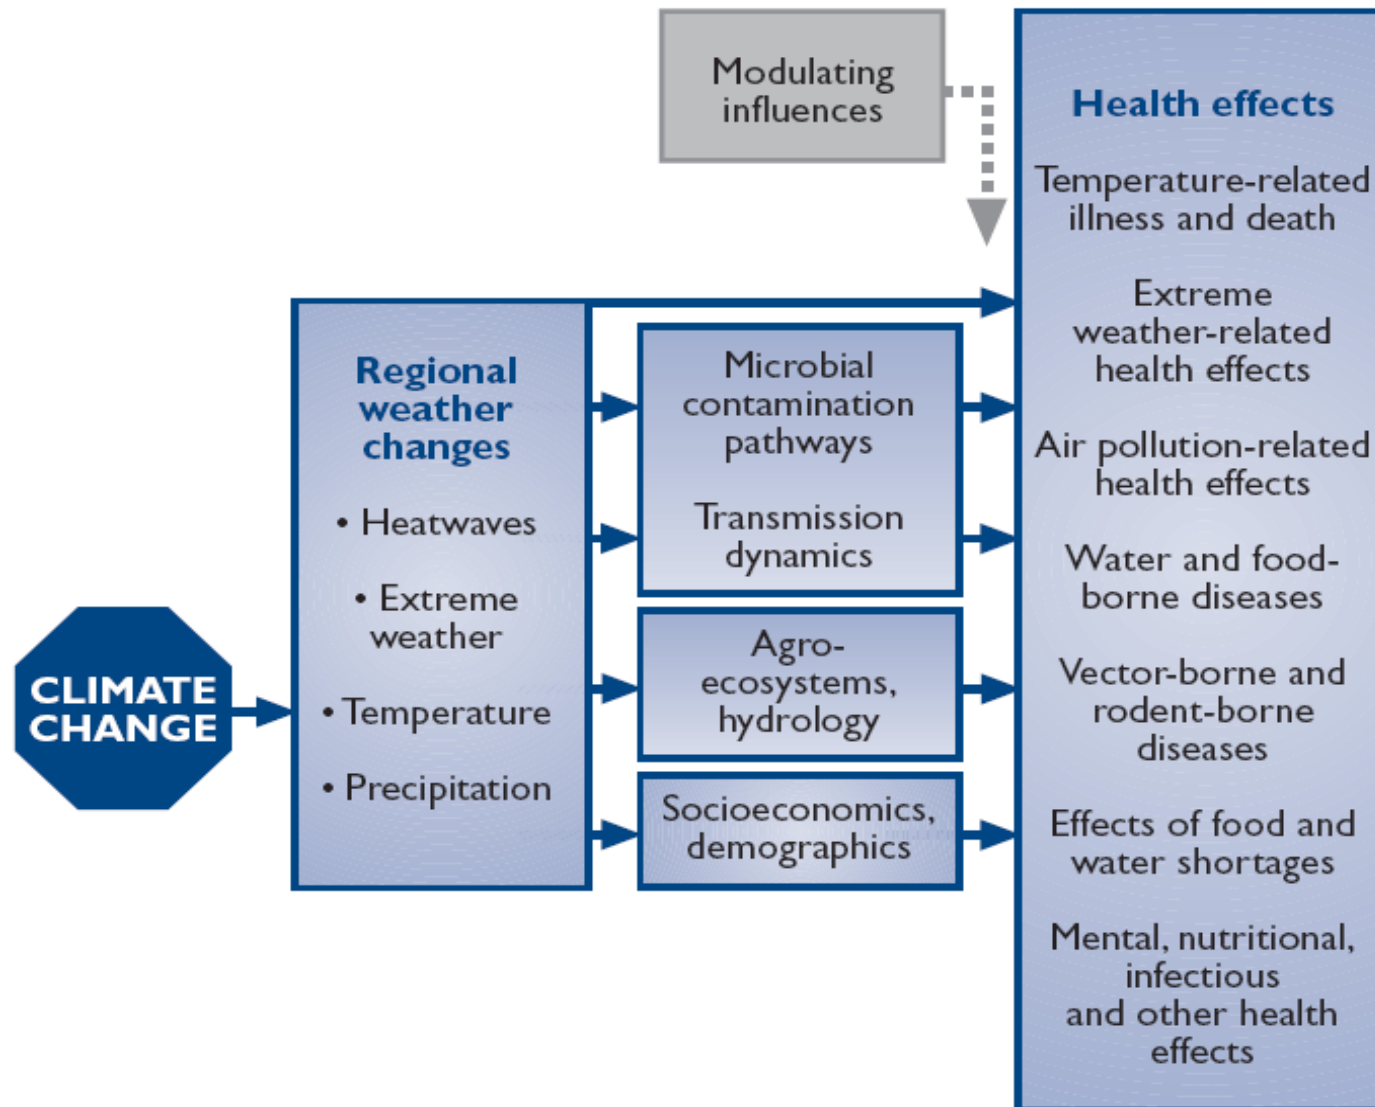 Modulating
influences
Health effects
Temperature-related
illness and death
Extreme
weather-related
health effects
Air pollution-related
health effects
Water and food-
borne diseases
Vector-borne and
rodent-borne
diseases
Effects of food and
water shortages
Mental, nutritional,
infectious
and other health
effects
Regional
weather
changes
• Heatwaves
• Extreme
weather
• Temperature
• Precipitation
Microbial
contamination
pathways
Transmission
dynamics
Agro-
ecosystems,
hydrology
Socioeconomics,
demographics
CLIMATE
CHANGE